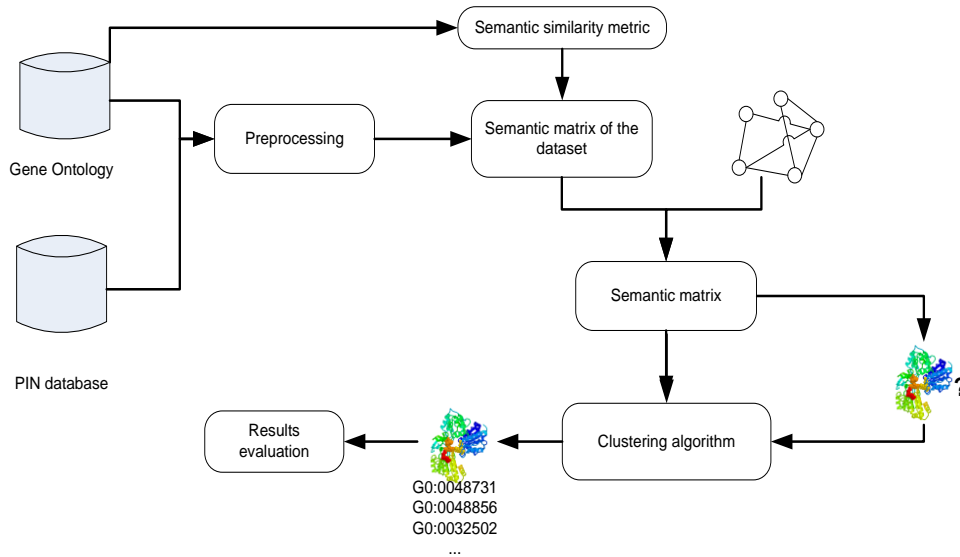 Semantic similarity metric
Preprocessing
Semantic matrix of the
dataset
Gene Ontology
Semantic matrix
PIN database
?
Results
evaluation
Clustering algorithm
G0:0048731
G0:0048856
G0:0032502
...